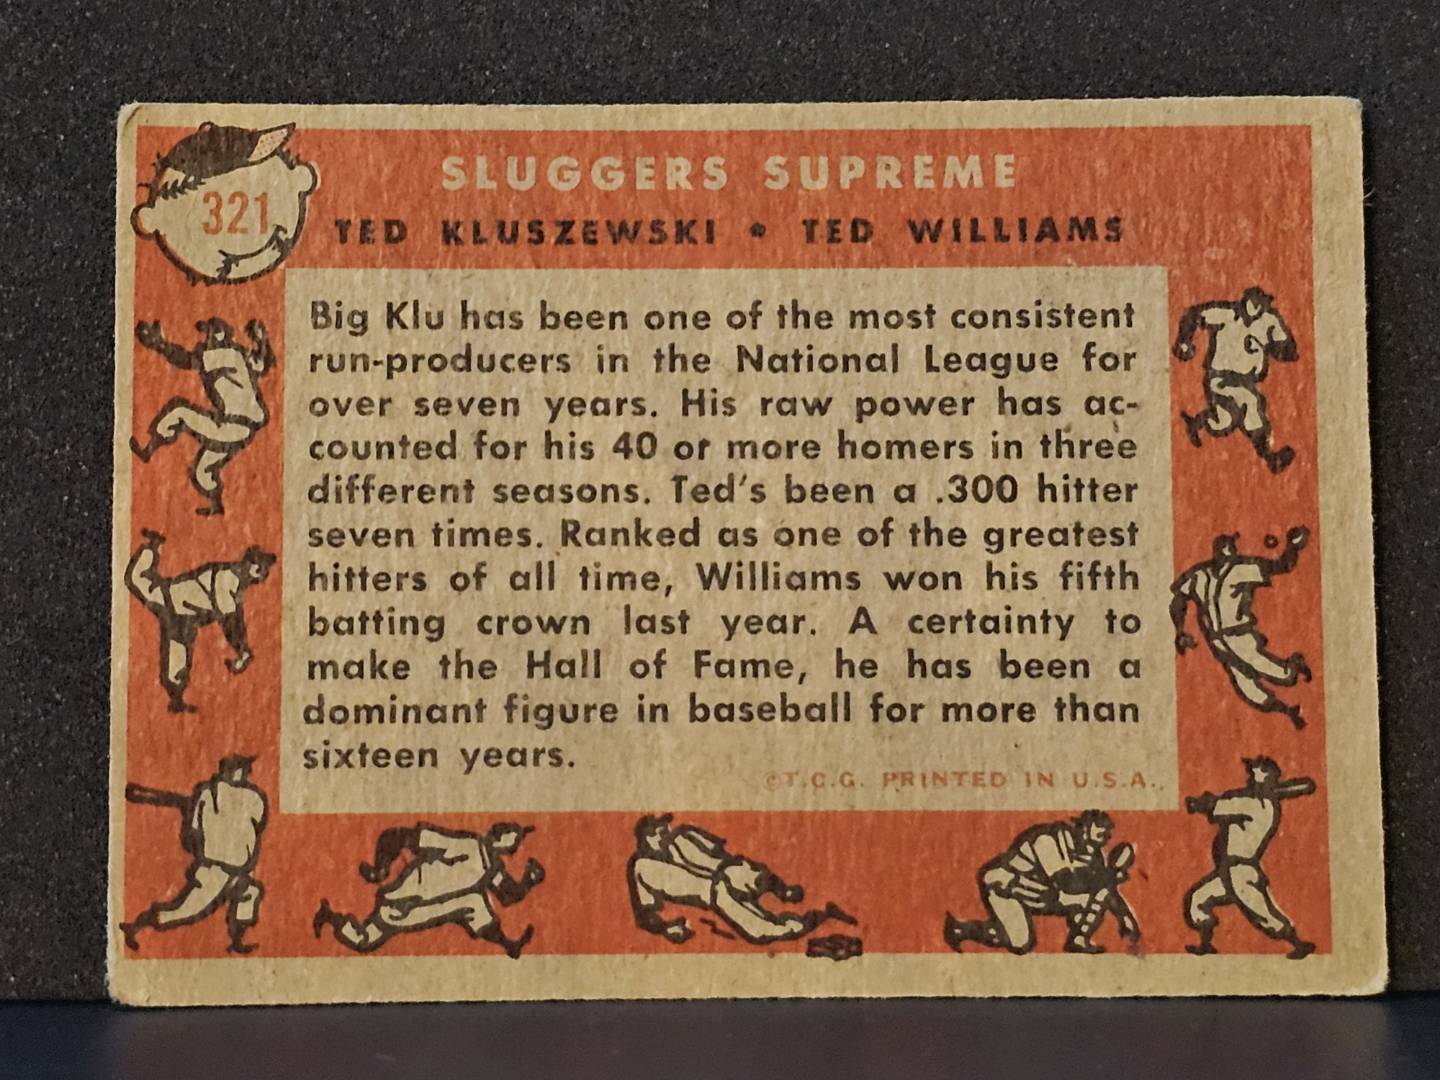 321
SLUGGERS SUPREME
TED KLUSZEWSKI • TED WILLIAMS
Big Klu has been one of the most consistent
run-producers in the National League for
over seven years. His raw power has ac-
counted for his 40 or more homers in three
different seasons. Ted's been a .300 hitter
seven times. Ranked as one of the greatest
hitters of all time, Williams won his fifth
batting crown last year. A certainty to
make the Hall of Fame, he has been a
dominant figure in baseball for more than
sixteen years.
©T.C.G. PRINTED IN U.S.A.